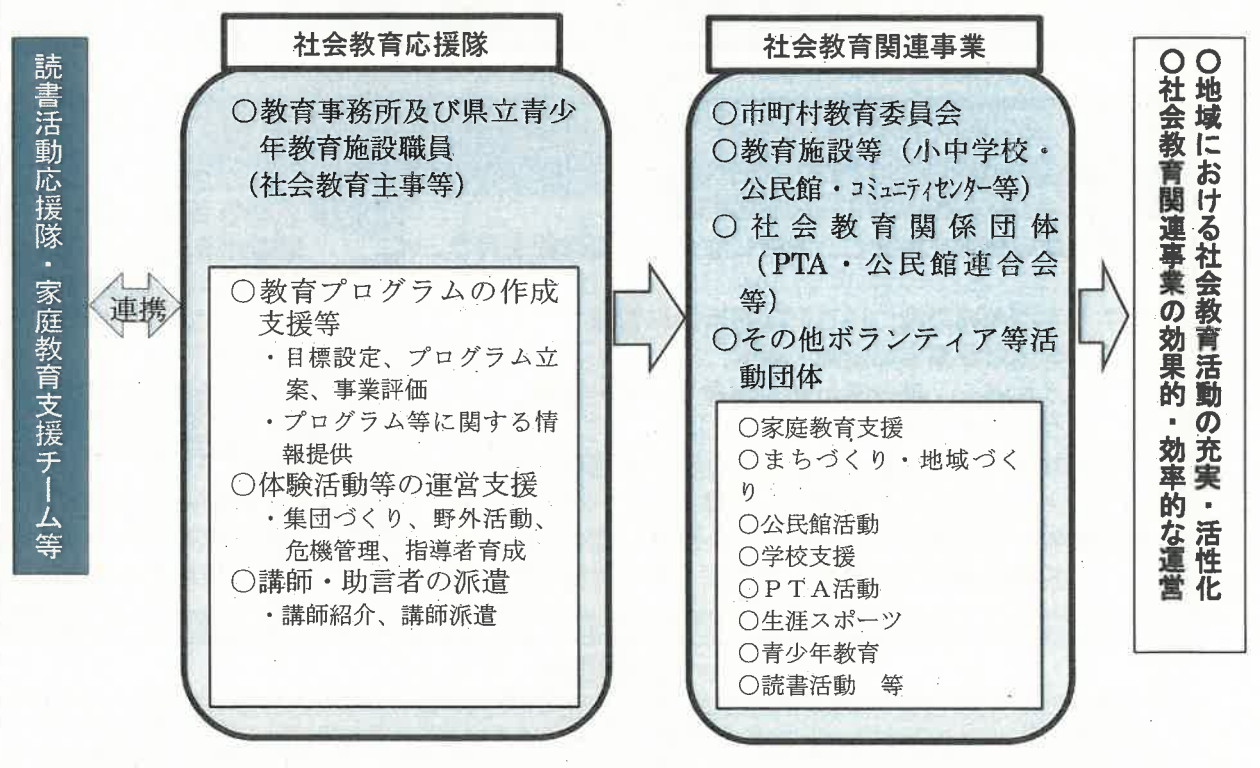 読書活動応援隊・家庭教育支援チーム等
連携
社会教育応援隊
○教育事務所及び県立青少
年教育施設職員
(社会教育主事等)
○教育プログラムの作成
支援等
・目標設定、プログラム立
案、事業評価
・プログラム等に関する情
報提供
○体験活動等の運営支援
・集団づくり、野外活動、
危機管理、指導者育成
○講師・助言者の派遣
・講師紹介、講師派遣
社会教育関連事業
○市町村教育委員会
○教育施設等（小中学校・
公民館・コミュニティセンター等）
○社会教育関係団体
（PTA・公民館連合会
等）
○その他ボランティア等活
動団体
○家庭教育支援
○まちづくり・地域づく
り
○公民館活動
○学校支援
○ＰＴＡ活動
○生涯スポーツ
○青少年教育
○読書活動　等
○地域における社会教育活動の充実・活性化
○社会教育関連事業の効果的・効率的な運営